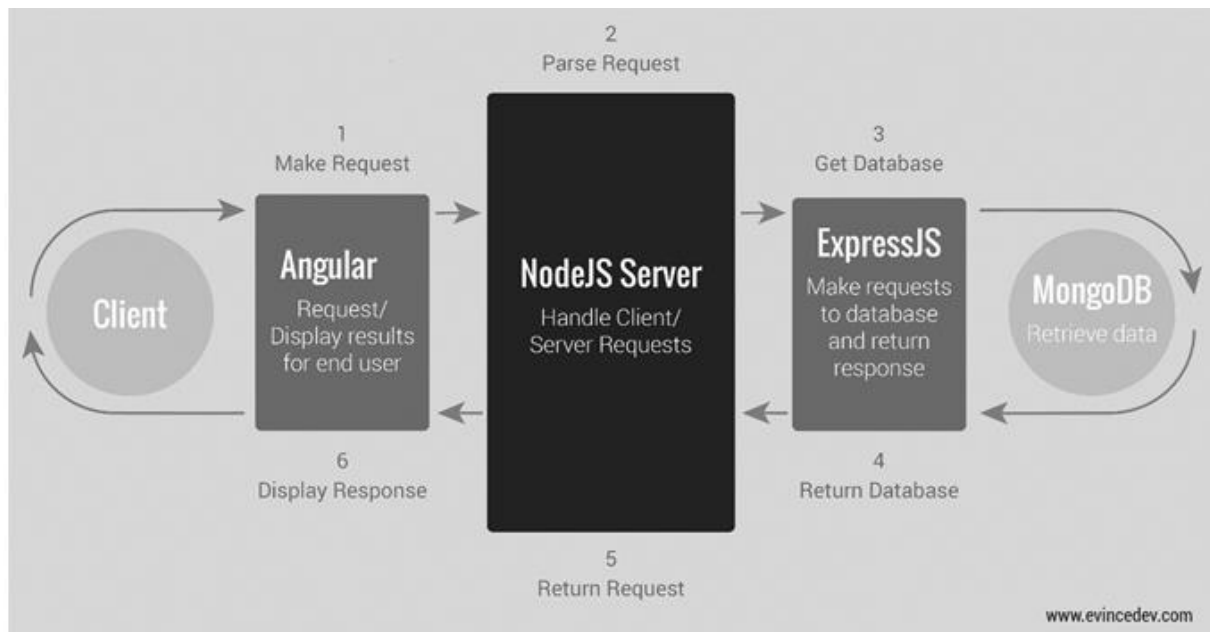 2
Parse Request
1
Make Request
3
Get Database
Client
Angular
Request/
Display results
for end user
NodeJS Server
Handle Client/
Server Requests
ExpressJS
Make requests
to database
and return
response
MongoDB
Retrieve data
6
Display Response
4
Return Database
5
Return Request
www.evincedev.com